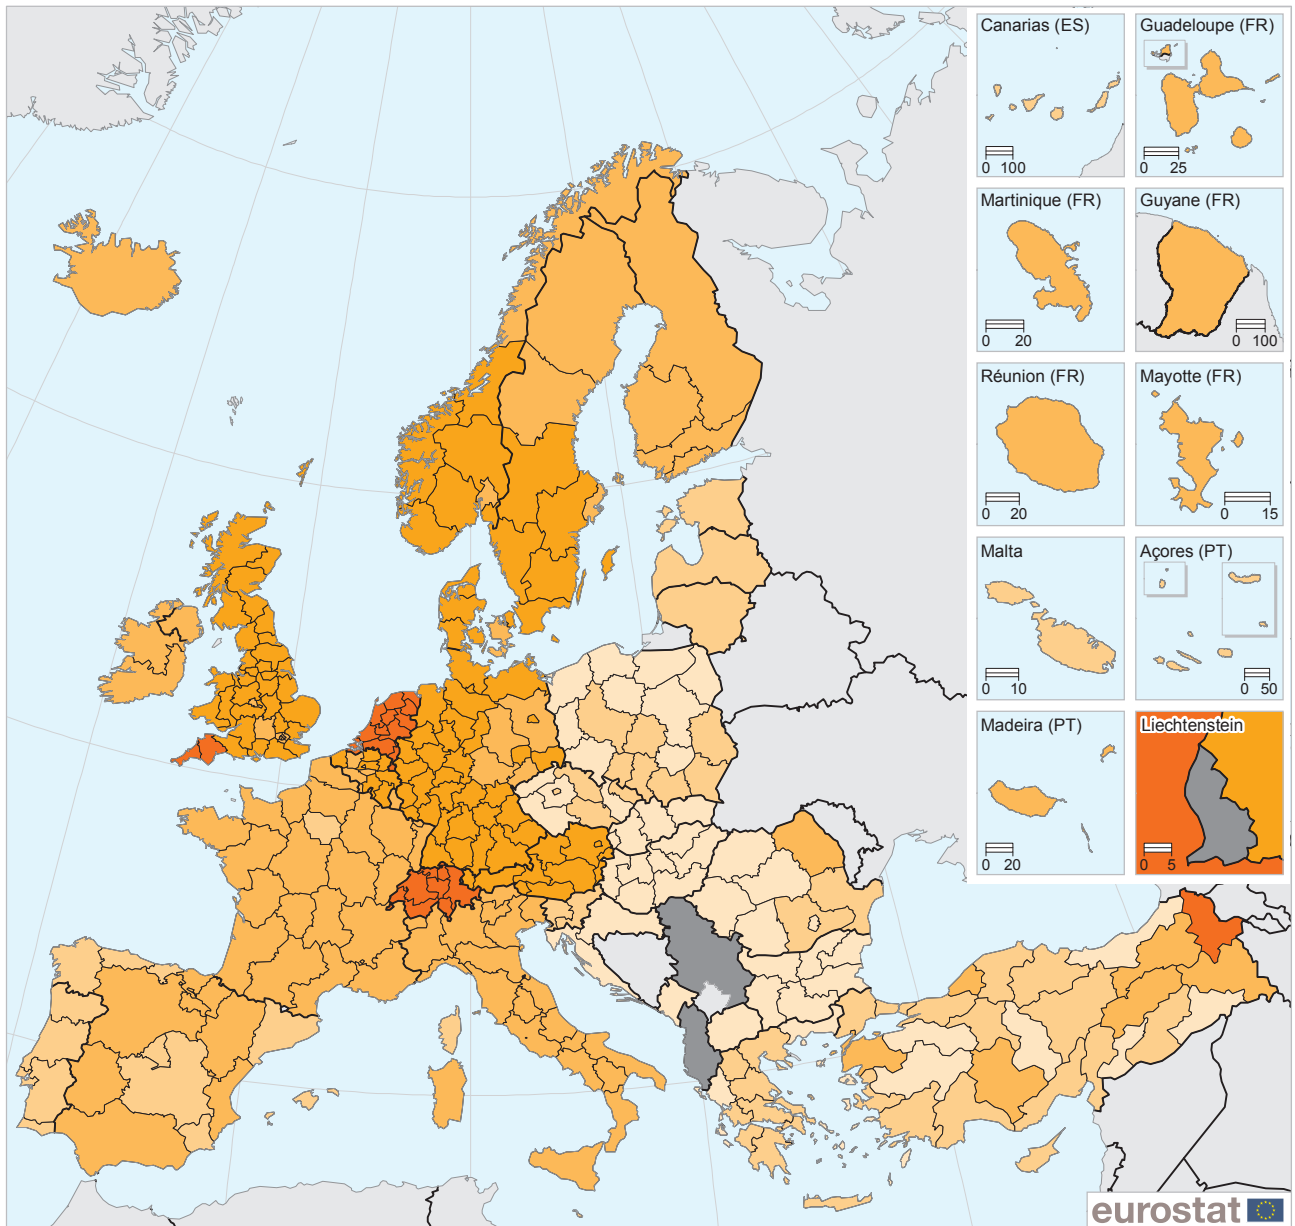 Canarias (ES)
0 100
Guadeloupe (FR)
0 25
Martinique (FR)
0 20
Guyane (FR)
0 100
Réunion (FR)
0 20
Mayotte (FR)
0 15
Malta
0 10
Açores (PT)
0 50
Madeira (PT)
0 20
Liechtenstein
0 5
eurostat